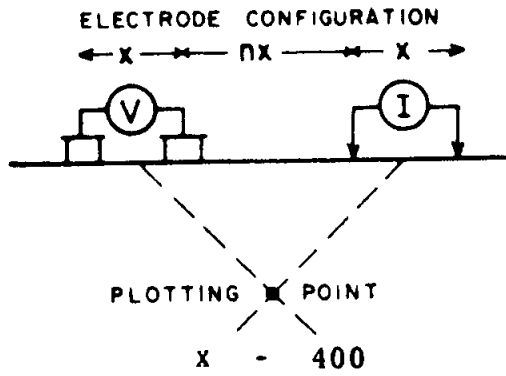 ELECTRODE CONFIGURATION
x nx x
V I
PLOTTING POINT
x - 400